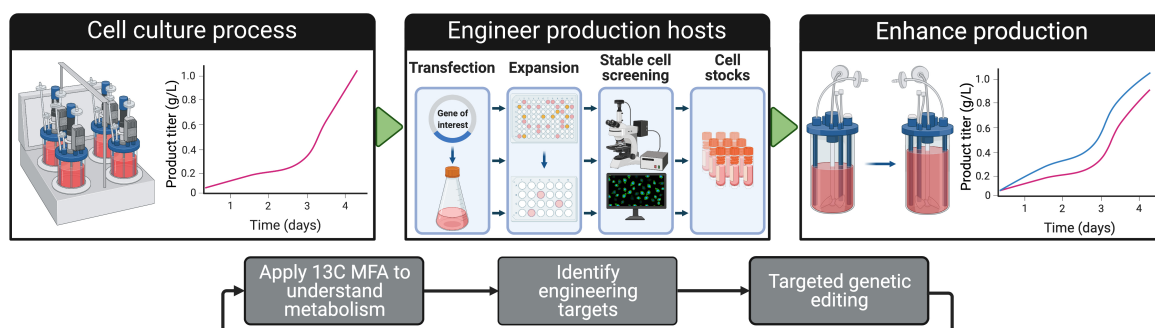 Cell culture process
Product titer (g/L)
1.0
0.8
0.6
0.4
0.2
0
1 2 3 4
Time (days)
Engineer production hosts
Transfection
Expansion
Stable cell
screening
Cell
stocks
Gene of
interest
Enhance production
Product titer (g/L)
1.0
0.8
0.6
0.4
0.2
0
1 2 3 4
Time (days)
Apply 13C MFA to
understand
metabolism
Identify
engineering
targets
Targeted genetic
editing